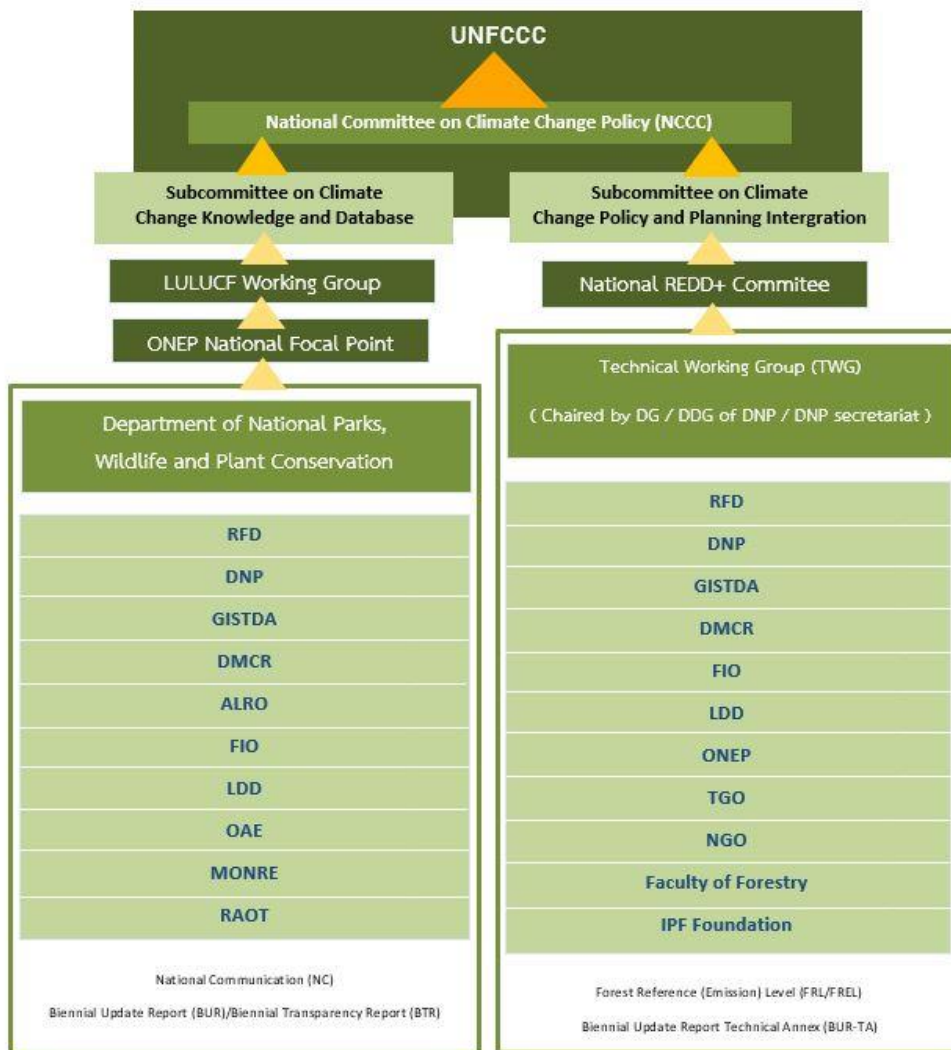 UNFCCC
National Committee on Climate Change Policy (NCCC)
Subcommittee on Climate
Change Knowledge and Database
LULUCF Working Group
ONEP National Focal Point
Department of National Parks,
Wildlife and Plant Conservation
RFD
DNP
GISTDA
DMCR
ALRO
FIO
LDD
OAE
MONRE
RAOT
National Communication (NC)
Biennial Update Report (BUR)/Biennial Transparency Report (BTR)
Subcommittee on Climate
Change Policy and Planning Intergration
National REDD+ Commitee
Technical Working Group (TWG)
( Chaired by DG / DDG of DNP / DNP secretariat )
RFD
DNP
GISTDA
DMCR
FIO
LDD
ONEP
TGO
NGO
Faculty of Forestry
IPF Foundation
Forest Reference (Emission) Level (FRL/FREL)
Biennial Update Report Technical Annex (BUR-TA)